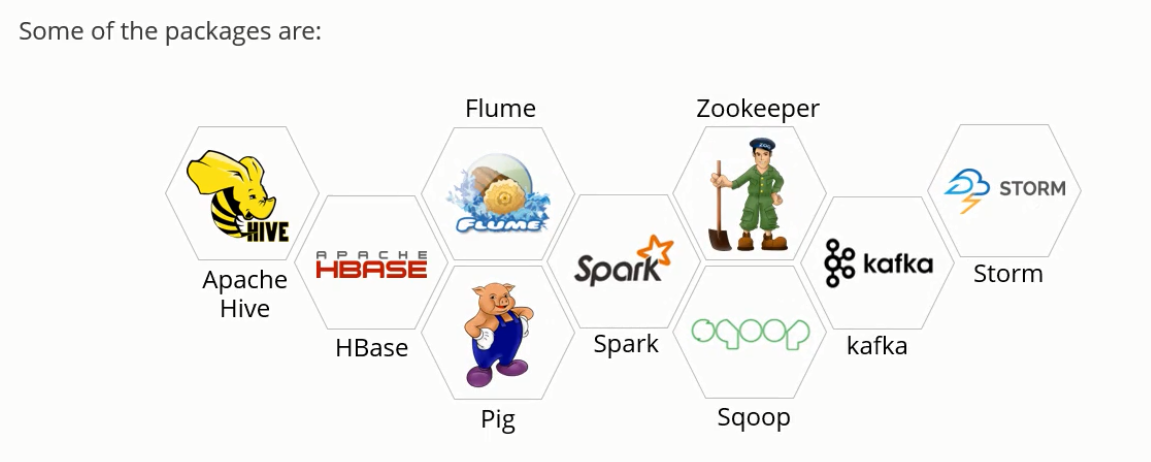 Some of the packages are:
Flume
Zookeeper
ZOO
HIVE
FLUME
STORM
APACHE
HBASE
Spark
kafka
Apache
Hive
Storm
HBase
sqoop
Spark
kafka
Pig
Sqoop